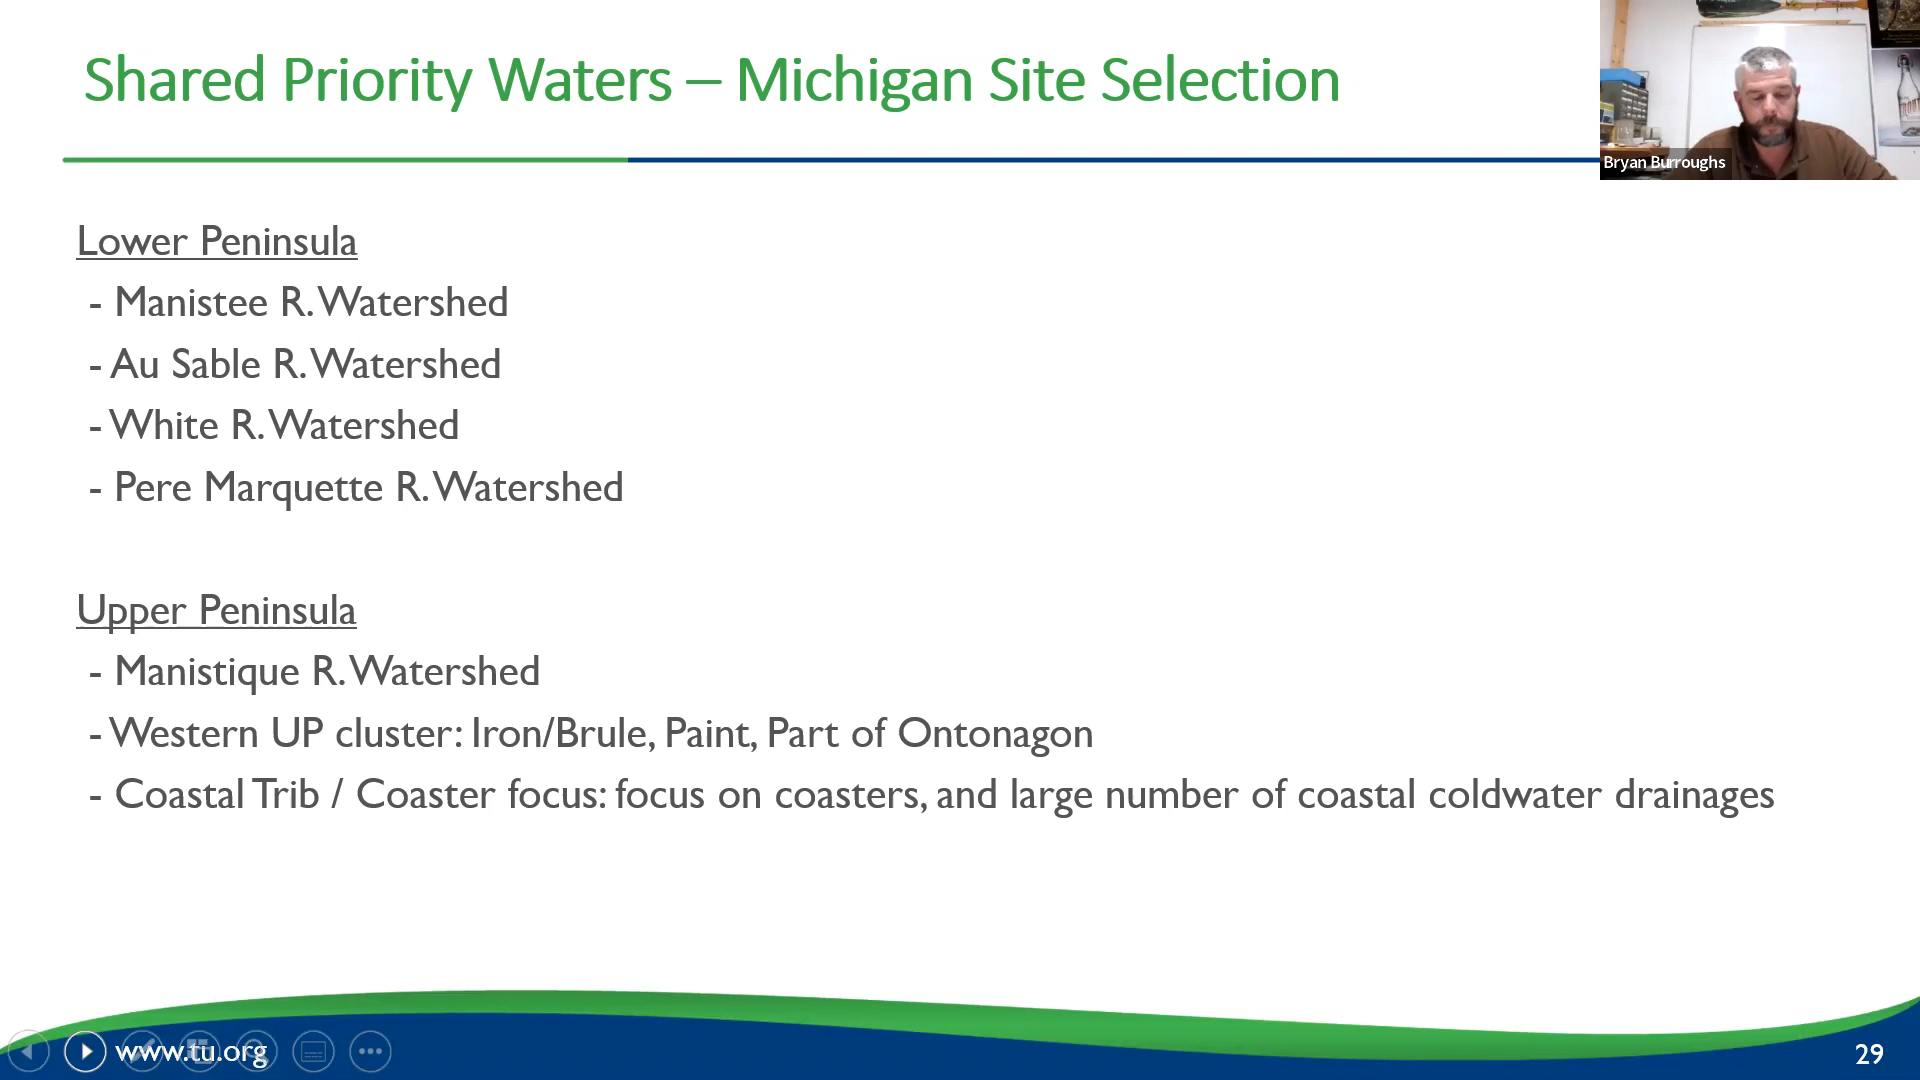 Shared Priority Waters – Michigan Site Selection
Bryan Burroughs
Lower Peninsula
- Manistee R. Watershed
- Au Sable R. Watershed
- White R. Watershed
- Pere Marquette R. Watershed
Upper Peninsula
- Manistique R. Watershed
- Western UP cluster: Iron/Brule, Paint, Part of Ontonagon
- Coastal Trib / Coaster focus: focus on coasters, and large number of coastal coldwater drainages
www.tu.org
29